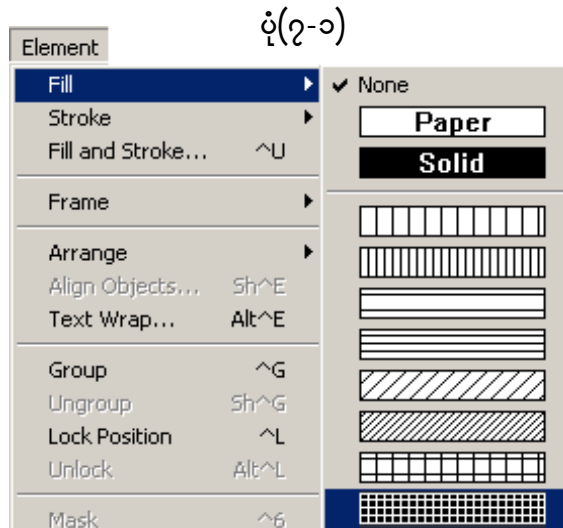 ပုံ(၇-၁)
Element
Fill
Stroke
Fill and Stroke... ^U
Frame
Arrange
Align Objects... Sh^E
Text Wrap... Alt^E
Group ^G
Ungroup Sh^G
Lock Position ^L
Unlock Alt^L
Mask ^6
None
Paper
Solid